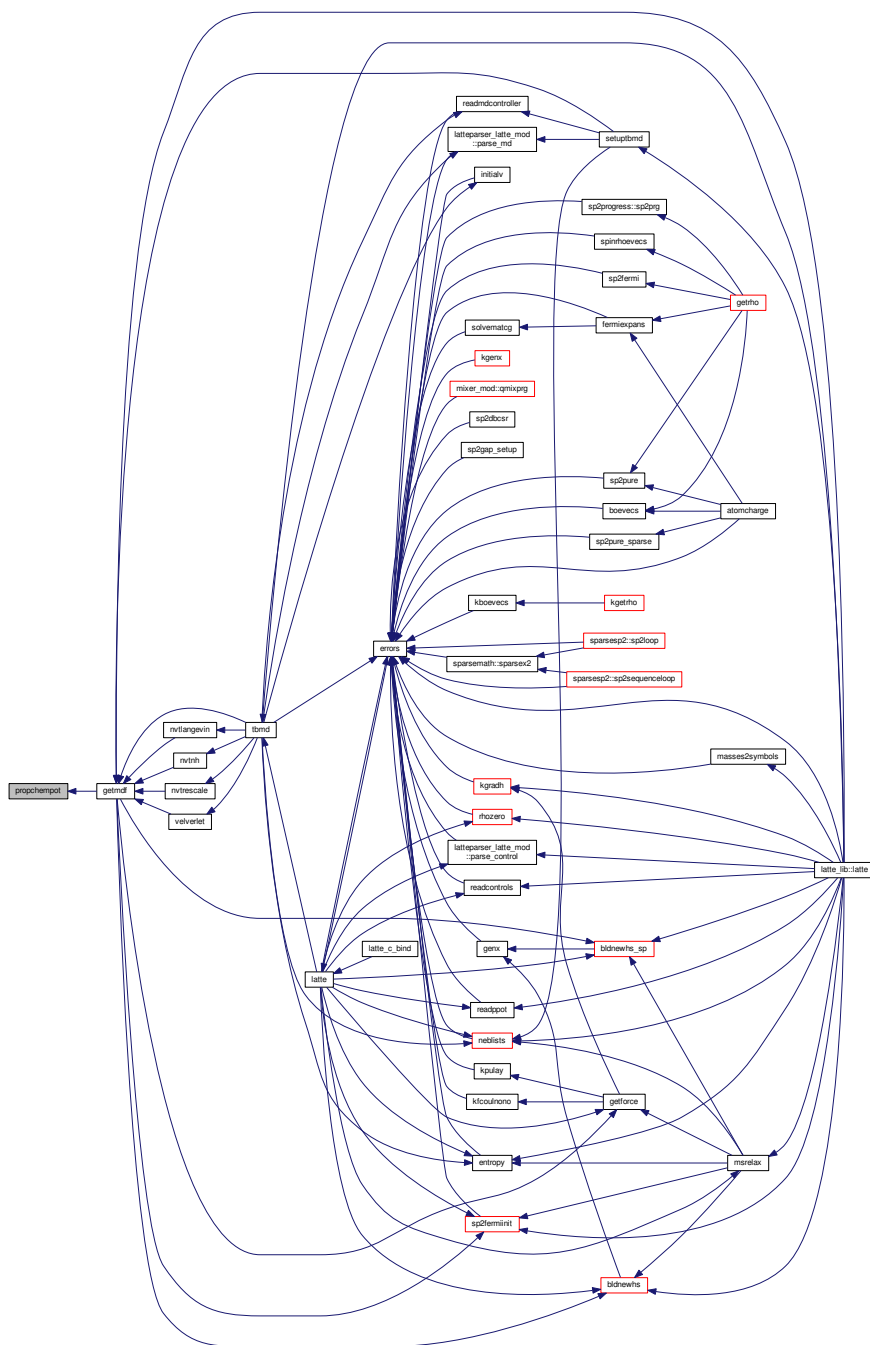 readmdcontroller
latteparser_latte_mod
::parse_md
setuptbmd
initialv
sp2progress::sp2prg
spinrhoevecs
sp2fermi
getrho
solvematcg
fermiexpans
kgenx
mixer_mod::qmixprg
sp2dbcsr
sp2gap_setup
sp2pure
boevecs
atomcharge
sp2pure_sparse
kboevecs
kgetrho
errors
sparsesp2::sp2loop
sparsemath::sparsex2
sparsesp2::sp2sequenceloop
nvtlangevin
tbmd
nvtnh
masses2symbols
propchempot
getmdf
nvtrescale
kgradh
velverlet
rhozero
latteparser_latte_mod
::parse_control
latte_lib::latte
readcontrols
latte_c_bind
genx
bldnewhs_sp
latte
readppot
neblists
kpulay
kfcoulnono
getforce
entropy
msrelax
sp2fermiinit
bldnewhs